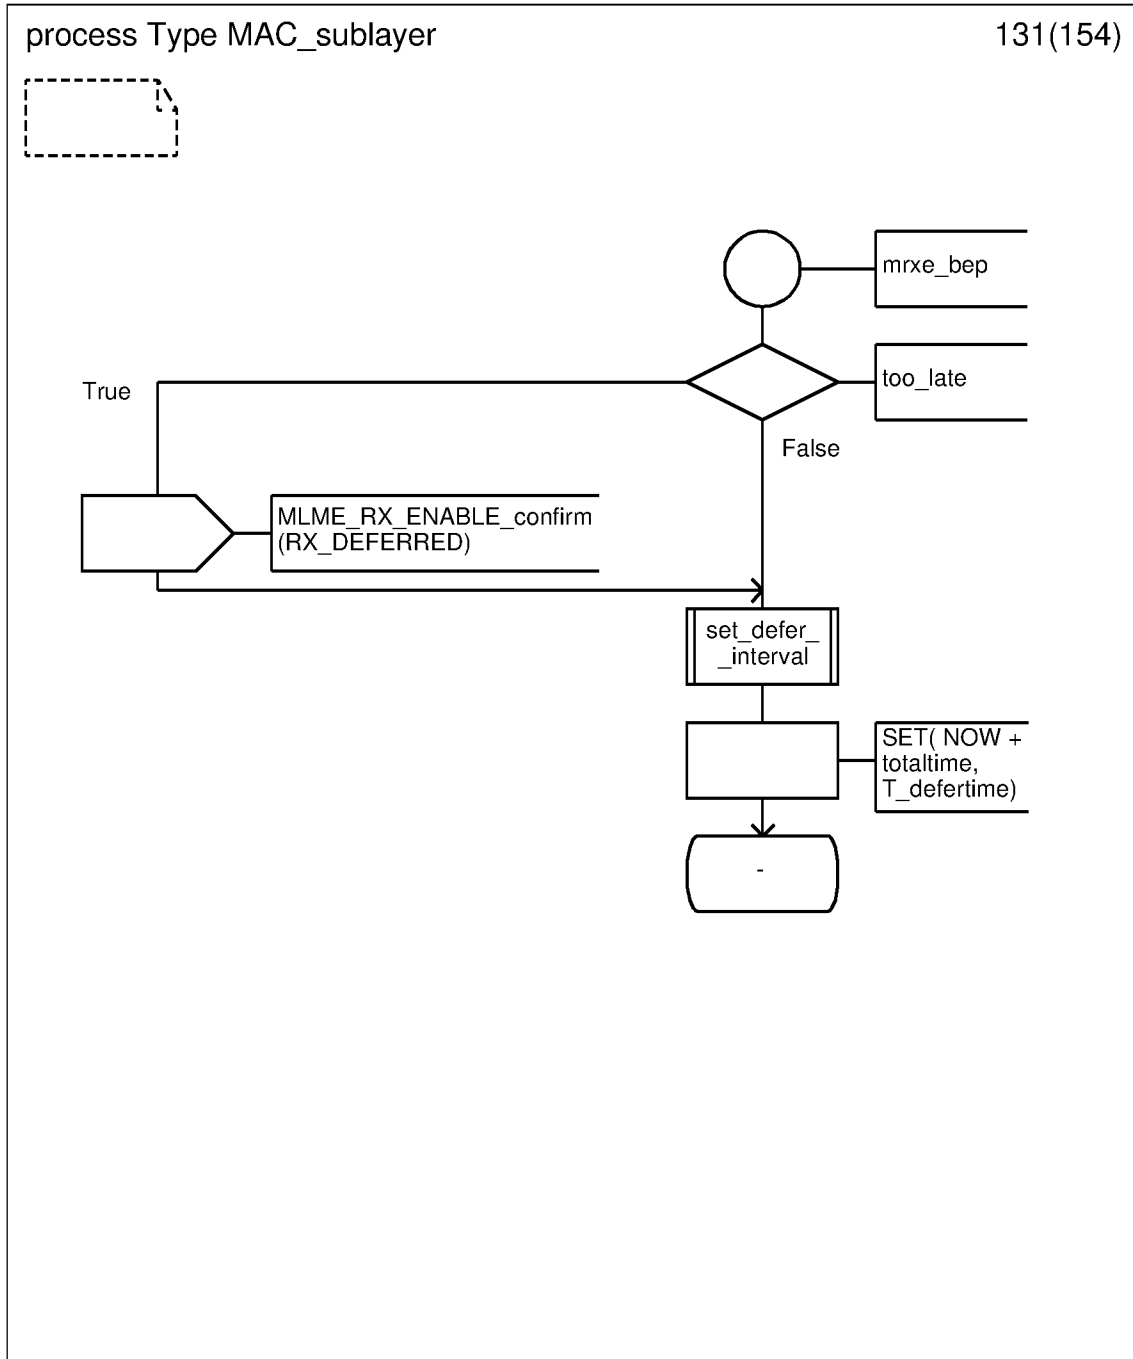 process Type MAC_sublayer
131(154)
mrxe_bep
too_late
True
False
MLME_RX_ENABLE_confirm
(RX_DEFERRED)
set_defer_
_interval
SET( NOW +
totaltime,
T_defertime)
-